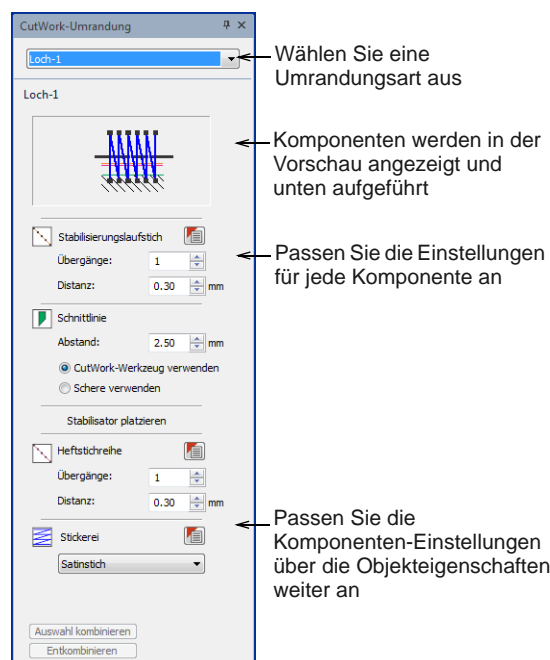 CutWork-Umrandung
Loch-1
Wählen Sie eine
Umrandungsart aus
Loch-1
Komponenten werden in der
Vorschau angezeigt und
unten aufgeführt
Stabilisierungslaufstich
Übergänge: 1
Distanz: 0.30 mm
Passen Sie die Einstellungen
für jede Komponente an
Schnittlinie
Abstand: 2.50 mm
CutWork-Werkzeug verwenden
Schere verwenden
Stabilisator platzieren
Heftstichreihe
Übergänge: 1
Distanz: 0.30 mm
Stickerei
Satinstich
Passen Sie die
Komponenten-Einstellungen
über die Objekteigenschaften
weiter an
Auswahl kombinieren
Entkombinieren